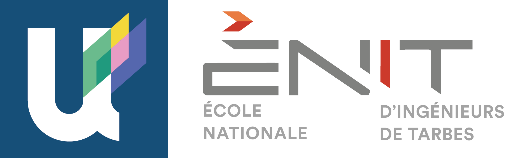 u
ÈNIT
ÉCOLE D'INGÉNIEURS
NATIONALE DE TARBES